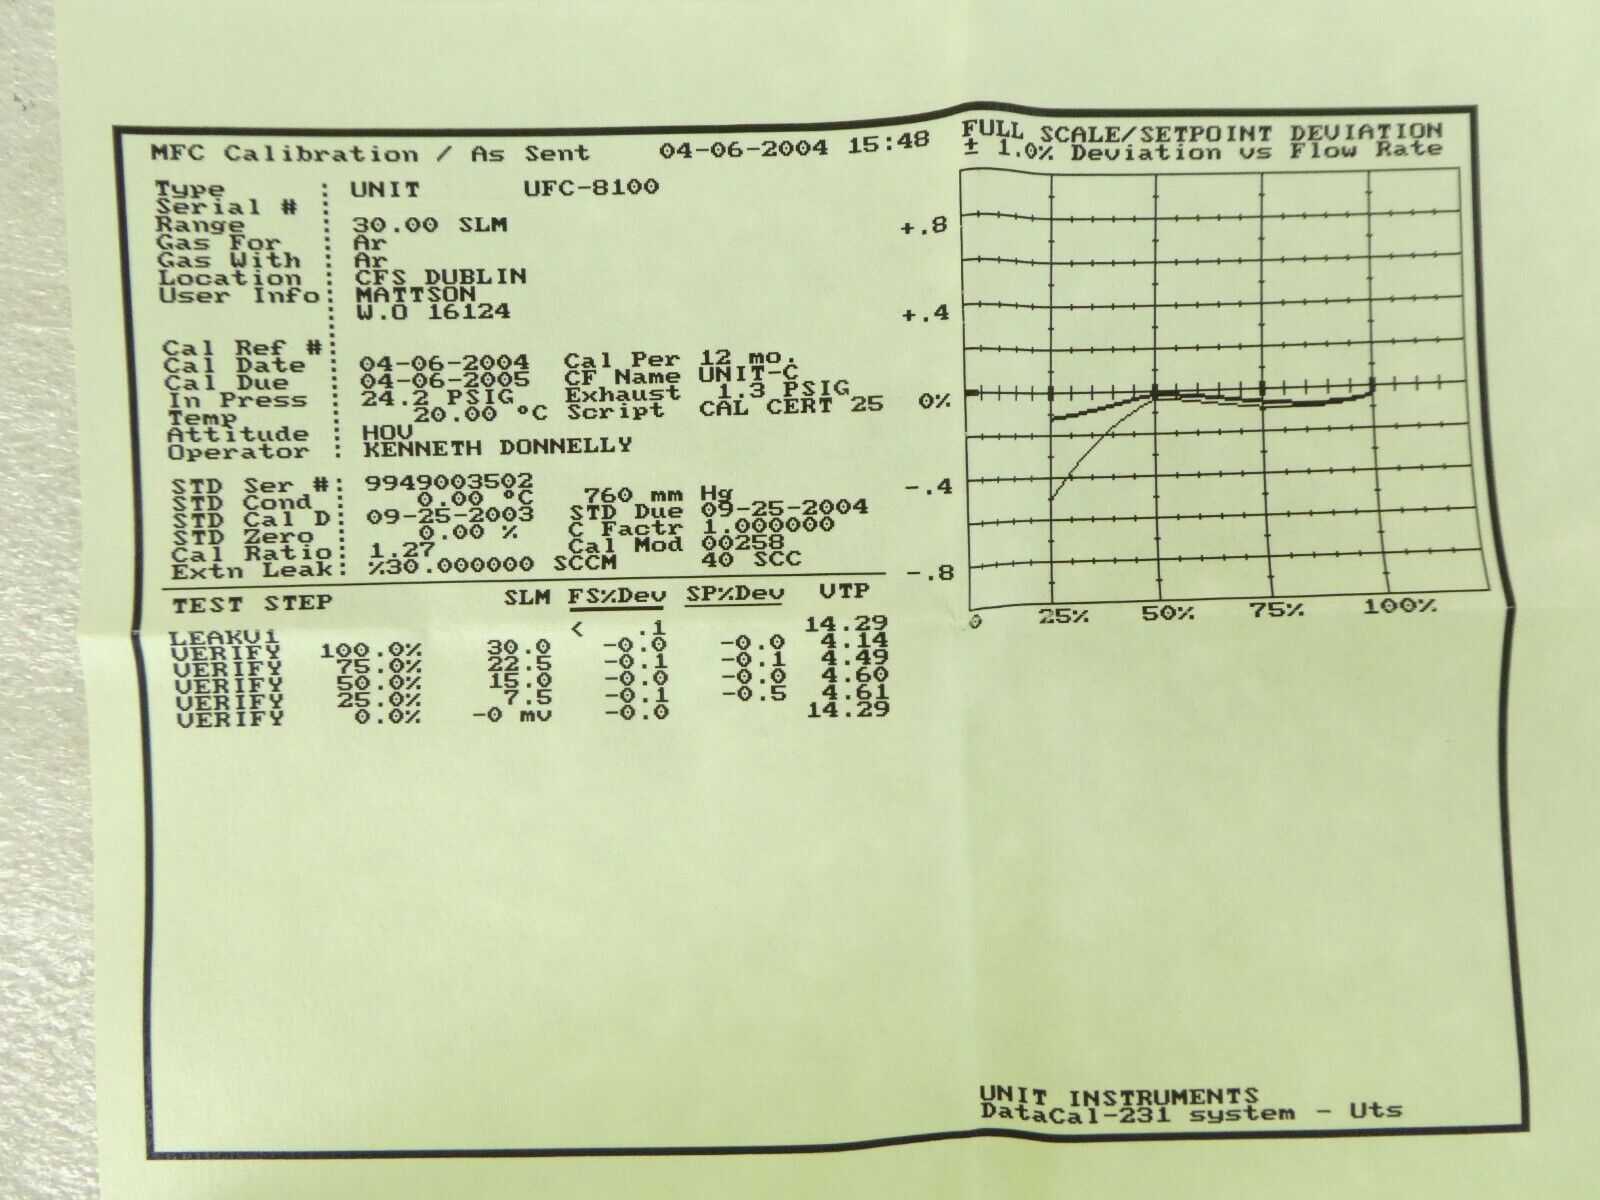 MFC Calibration / As Sent 04-06-2004 15:48
Type : UNIT UFC-8100
Serial # :
Range : 30.00 SLM
Gas For : Ar
Gas With : Ar
Location : CFS DUBLIN
User Info: MATTSON
: W.O 16124
Cal Ref #:
Cal Date : 04-06-2004 Cal Per 12 mo.
Cal Due : 04-06-2005 CF Name UNIT-C
In Press : 24.2 PSIG Exhaust 1.3 PSIG
Temp : 20.00 °C Script CAL CERT 25
Attitude : HOV
Operator : KENNETH DONNELLY
STD Ser #: 9949003502
STD Cond : 0.00 °C 760 mm Hg
STD Cal D: 09-25-2003 STD Due 09-25-2004
STD Zero : 0.00 % C Factr 1.000000
Cal Ratio: 1.27 Cal Mod 00258
Extn Leak: %30.000000 SCCM 40 SCC
TEST STEP SLM FS%Dev SP%Dev VTP
LEAKV1 < .1 14.29
VERIFY 100.0% 30.0 -0.0 -0.0 4.14
VERIFY 75.0% 22.5 -0.1 -0.1 4.49
VERIFY 50.0% 15.0 -0.0 -0.0 4.60
VERIFY 25.0% 7.5 -0.1 -0.5 4.61
VERIFY 0.0% -0 mv -0.0 14.29
FULL SCALE/SETPOINT DEVIATION
± 1.0% Deviation vs Flow Rate
+.8
+.4
0%
-.4
-.8
0 25% 50% 75% 100%
UNIT INSTRUMENTS
DataCal-231 system - Uts